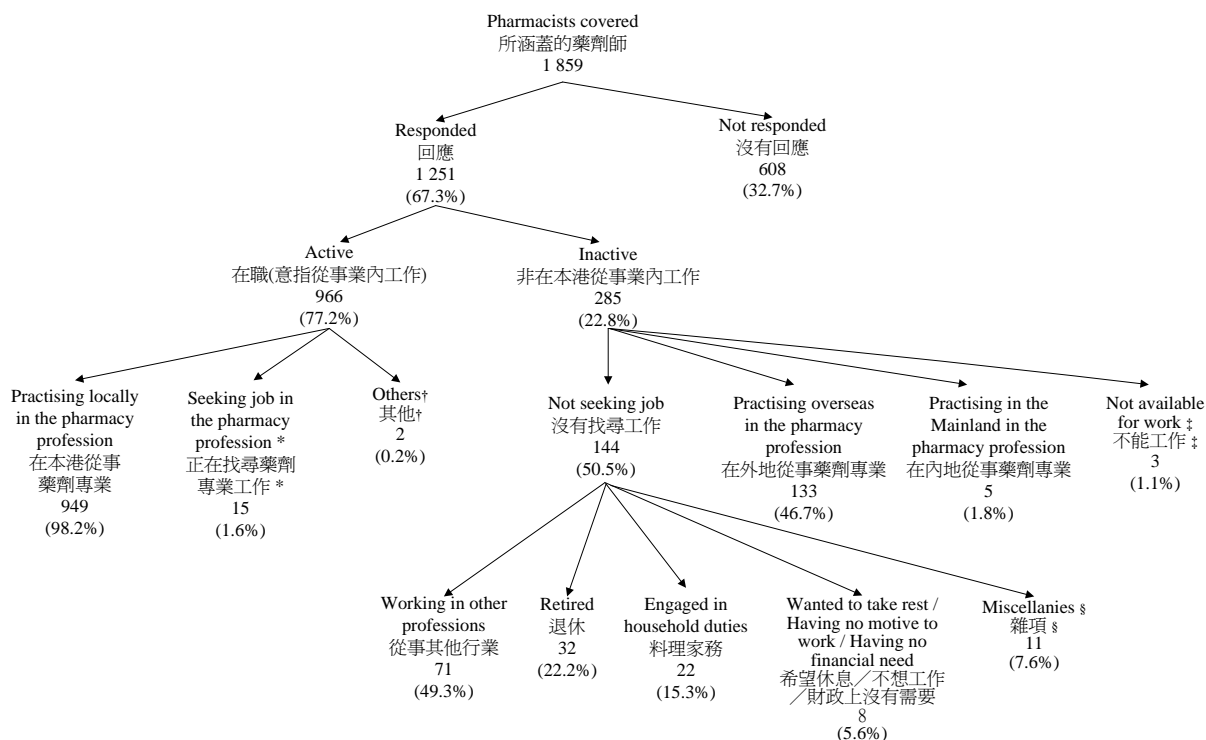 Pharmacists covered
所涵蓋的藥劑師
1 859
Responded
回應
1 251
(67.3%)
Not responded
沒有回應
608
(32.7%)
Active
在職(意指從事業內工作)
966
(77.2%)
Inactive
非在本港從事業內工作
285
(22.8%)
Practising locally
in the pharmacy
profession
在本港從事
藥劑專業
949
(98.2%)
Seeking job in
the pharmacy
profession *
正在找尋藥劑
專業工作 *
15
(1.6%)
Others†
其他†
2
(0.2%)
Not seeking job
沒有找尋工作
144
(50.5%)
Practising overseas
in the pharmacy
profession
在外地從事藥劑專業
133
(46.7%)
Practising in the
Mainland in the
pharmacy profession
在內地從事藥劑專業
5
(1.8%)
Not available
for work ‡
不能工作 ‡
3
(1.1%)
Working in other
professions
從事其他行業
71
(49.3%)
Retired
退休
32
(22.2%)
Engaged in
household duties
料理家務
22
(15.3%)
Wanted to take rest /
Having no motive to
work / Having no
financial need
希望休息／不想工作
／財政上沒有需要
8
(5.6%)
Miscellanies §
雜項 §
11
(7.6%)